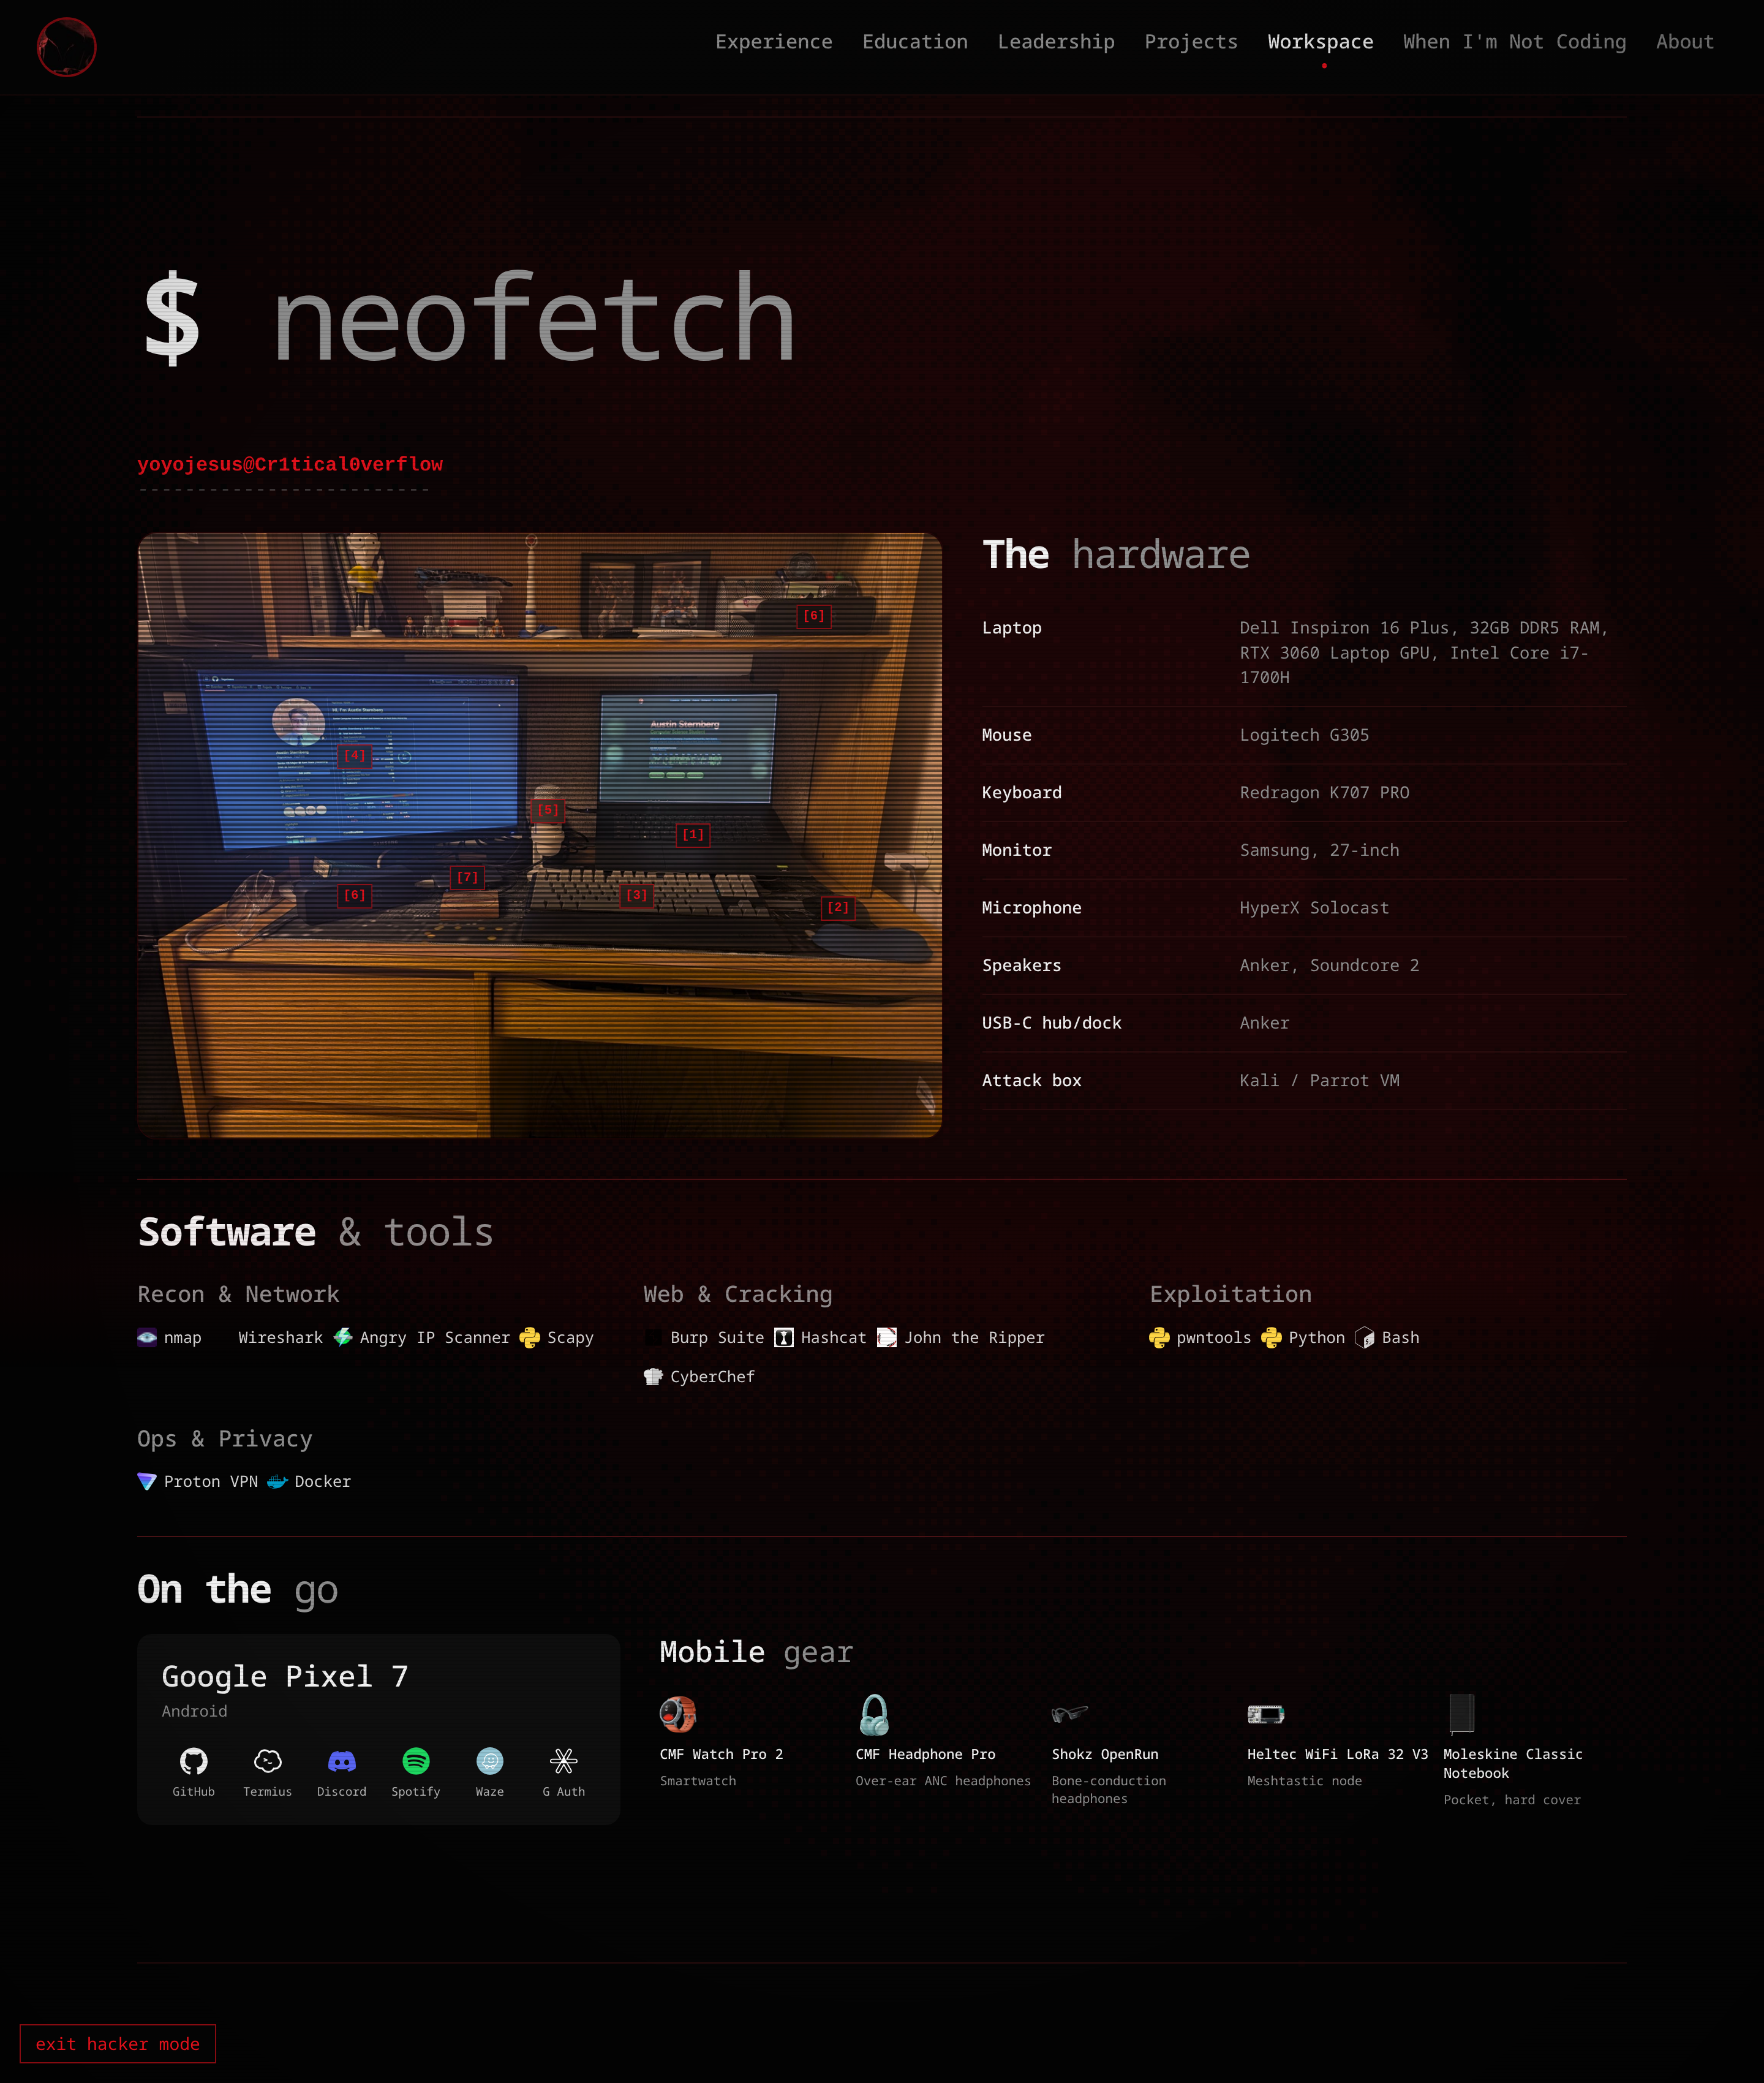 Experience Education Leadership Projects Workspace When I'm Not Coding About
$ neofetch
yoyojesus@Cr1tical0verflow
-------------------------
[6]
[4]
[5]
[1]
[7]
[6]
[3]
[2]
Austin Sternberg
Hi, I'm Austin Sternberg
The hardware
Laptop
Dell Inspiron 16 Plus, 32GB DDR5 RAM,
RTX 3060 Laptop GPU, Intel Core i7-
1700H
Mouse
Logitech G305
Keyboard
Redragon K707 PRO
Monitor
Samsung, 27-inch
Microphone
HyperX Solocast
Speakers
Anker, Soundcore 2
USB-C hub/dock
Anker
Attack box
Kali / Parrot VM
Software & tools
Recon & Network
nmap Wireshark Angry IP Scanner Scapy
Web & Cracking
Burp Suite Hashcat John the Ripper
CyberChef
Exploitation
pwntools Python Bash
Ops & Privacy
Proton VPN Docker
On the go
Google Pixel 7
Android
GitHub Termius Discord Spotify Waze G Auth
Mobile gear
CMF Watch Pro 2
Smartwatch
CMF Headphone Pro
Over-ear ANC headphones
Shokz OpenRun
Bone-conduction
headphones
Heltec WiFi LoRa 32 V3
Meshtastic node
Moleskine Classic
Notebook
Pocket, hard cover
exit hacker mode